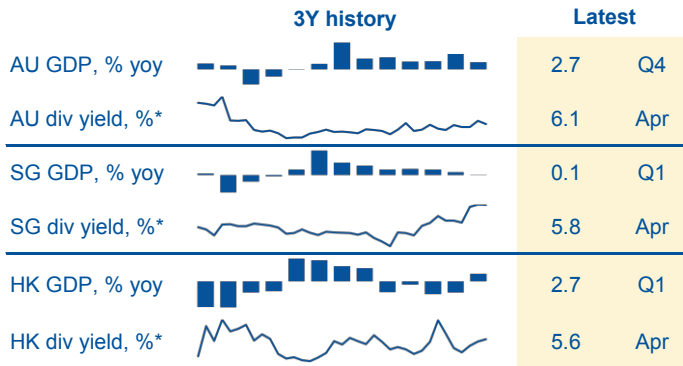 3Y history Latest
AU GDP, % yoy 2.7 Q4
AU div yield, %* 6.1 Apr
SG GDP, % yoy 0.1 Q1
SG div yield, %* 5.8 Apr
HK GDP, % yoy 2.7 Q1
HK div yield, %* 5.6 Apr